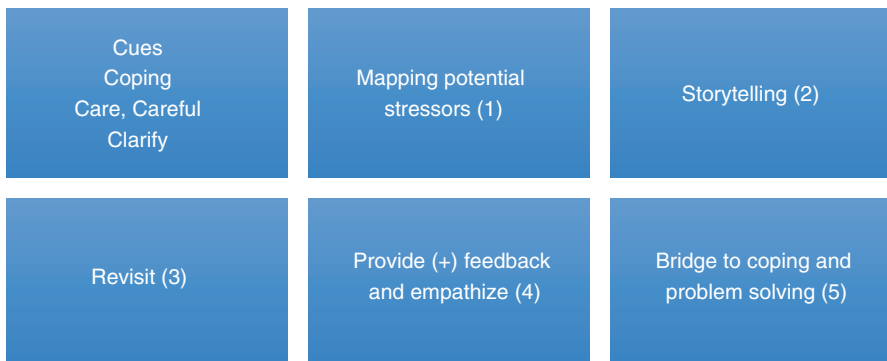 Cues
Coping
Care, Careful
Clarify
Mapping potential
stressors (1)
Storytelling (2)
Revisit (3)
Provide (+) feedback
and empathize (4)
Bridge to coping and
problem solving (5)